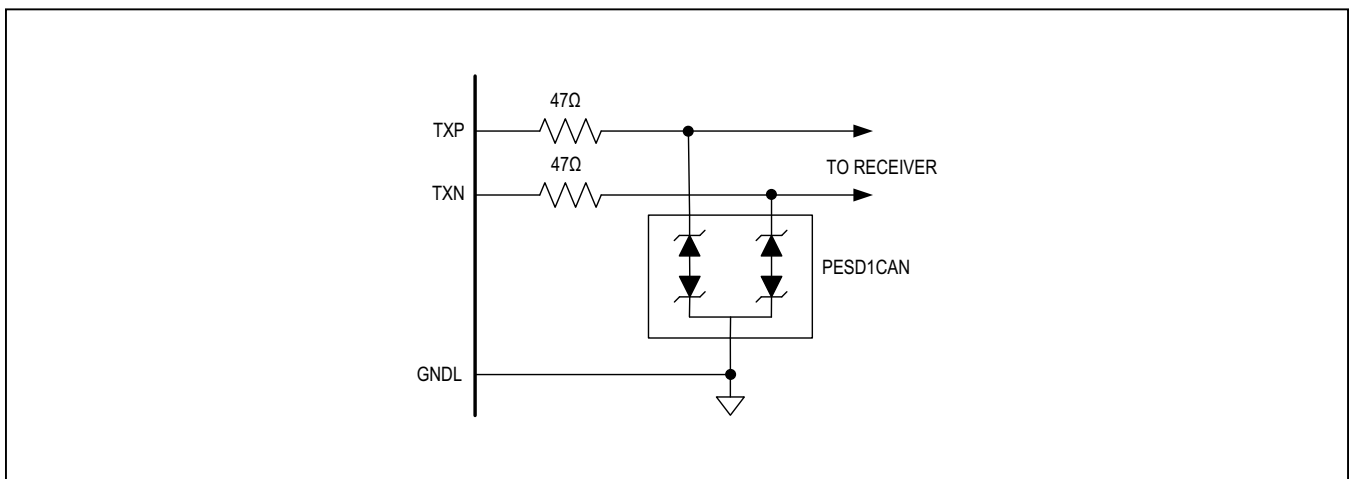 47Ω
TXP
47Ω
TO RECEIVER
TXN
PESD1CAN
GNDL